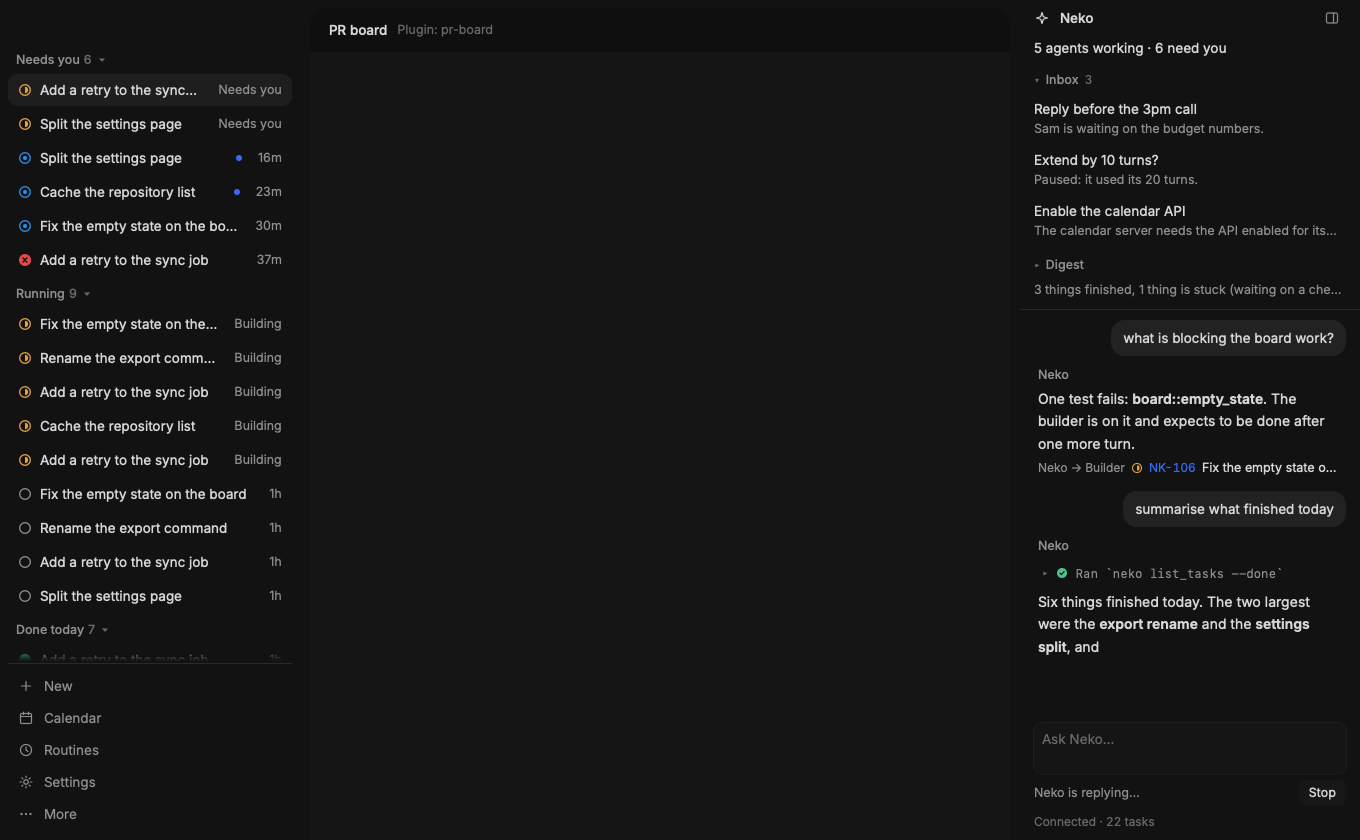 Needs you 6
Add a retry to the sync... Needs you
Split the settings page Needs you
Split the settings page 16m
Cache the repository list 23m
Fix the empty state on the bo... 30m
Add a retry to the sync job 37m
Running 9
Fix the empty state on the... Building
Rename the export comm... Building
Add a retry to the sync job Building
Cache the repository list Building
Add a retry to the sync job Building
Fix the empty state on the board 1h
Rename the export command 1h
Add a retry to the sync job 1h
Split the settings page 1h
Done today 7
Add a retry to the sync job 1h
New
Calendar
Routines
Settings
More
PR board Plugin: pr-board
Neko
5 agents working · 6 need you
Inbox 3
Reply before the 3pm call
Sam is waiting on the budget numbers.
Extend by 10 turns?
Paused: it used its 20 turns.
Enable the calendar API
The calendar server needs the API enabled for its...
Digest
3 things finished, 1 thing is stuck (waiting on a che...
what is blocking the board work?
Neko
One test fails: board::empty_state. The
builder is on it and expects to be done after
one more turn.
Neko → Builder NK-106 Fix the empty state o...
summarise what finished today
Neko
Ran `neko list_tasks --done`
Six things finished today. The two largest
were the export rename and the settings
split, and
Ask Neko...
Neko is replying... Stop
Connected · 22 tasks